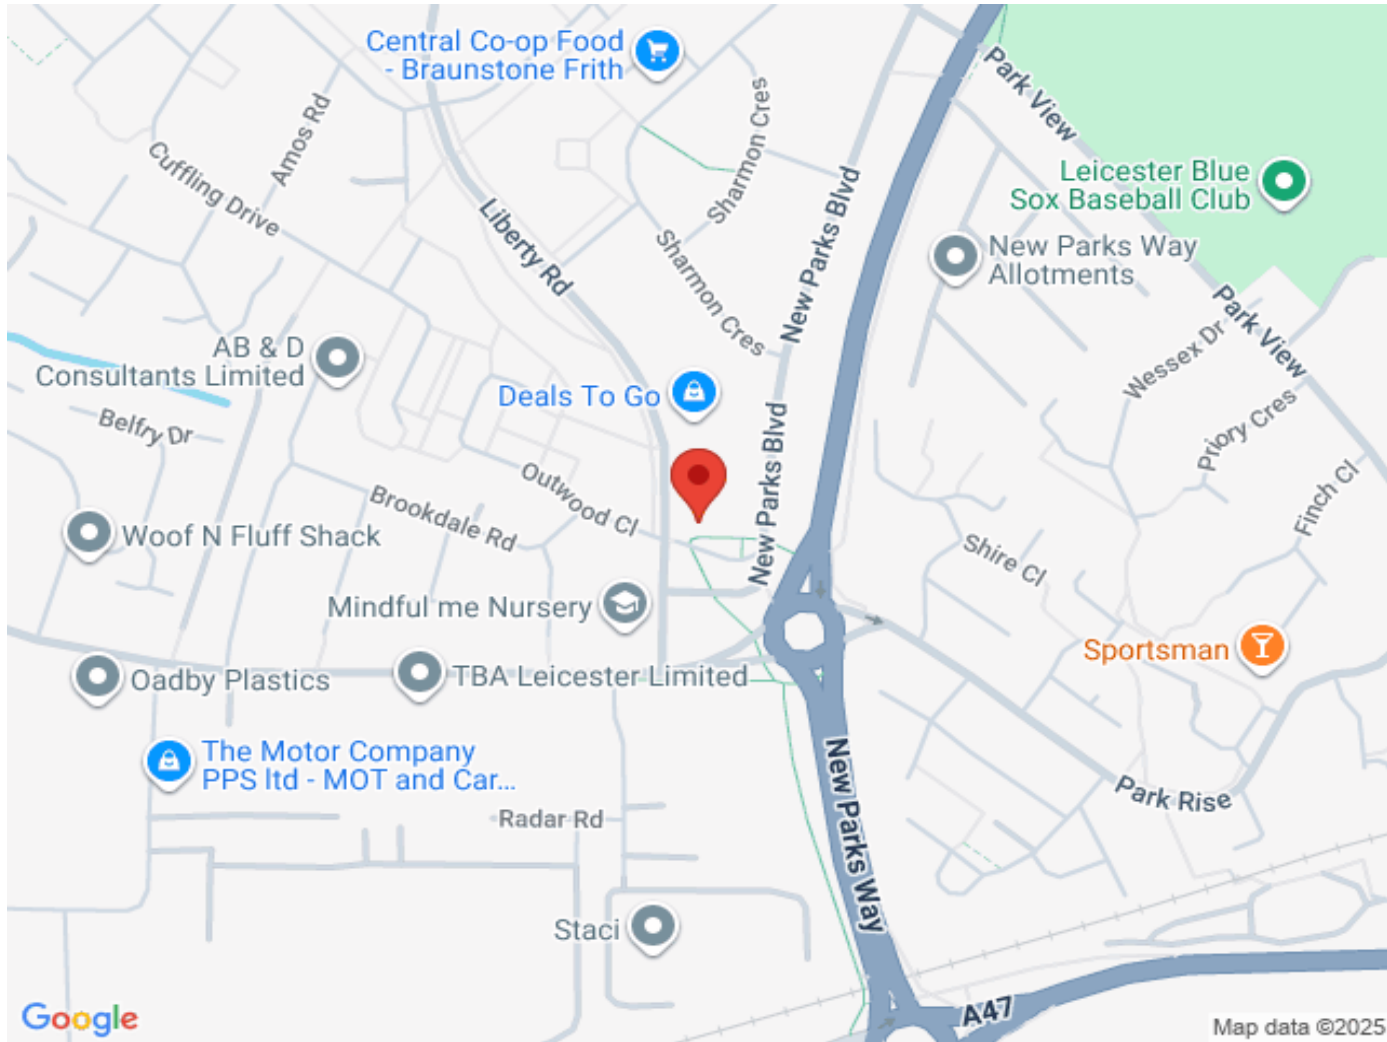 Central Co-op Food
- Braunstone Frith
Park View
Amos Rd
Sharmon Cres
Cuffling Drive
Leicester Blue
Sox Baseball Club
Liberty Rd
New Parks Blvd
New Parks Way
Allotments
Sharmon Cres
Park View
AB & D
Consultants Limited
Wessex Dr
Deals To Go
Belfry Dr
New Parks Blvd
Priory Cres
Outwood Cl
Brookdale Rd
Finch Cl
Woof N Fluff Shack
Shire Cl
Mindful me Nursery
Sportsman
Oadby Plastics
TBA Leicester Limited
The Motor Company
PPS ltd - MOT and Car...
New Parks Way
Park Rise
Radar Rd
Staci
A47
Google
Map data ©2025